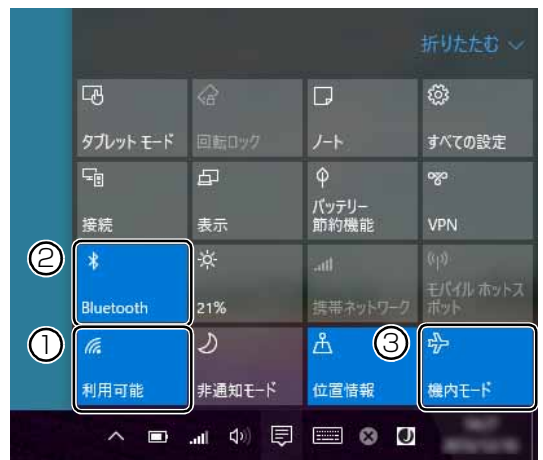 折りたたむ
タブレット モード
回転ロック
ノート
すべての設定
接続
表示
バッテリー
節約機能
VPN
②
Bluetooth
21%
携帯ネットワーク
モバイル ホットス
ポット
①
利用可能
非通知モード
位置情報
③
機内モード